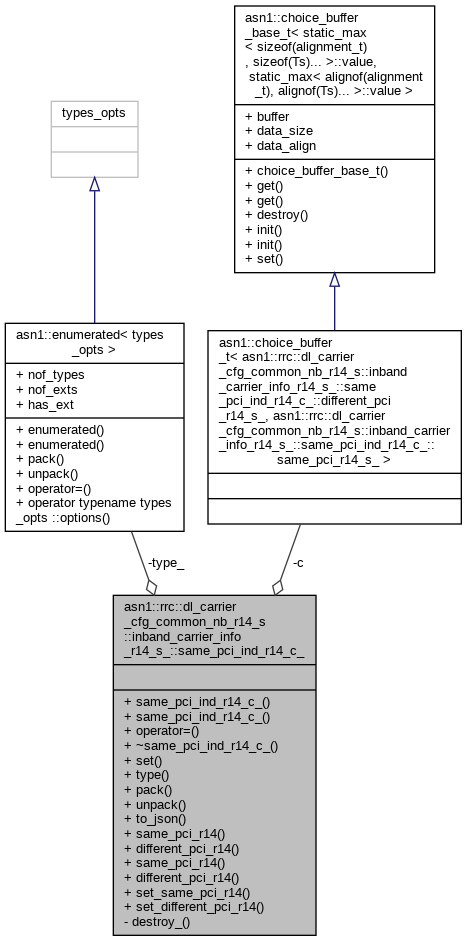 asn1::choice_buffer
_base_t< static_max
< sizeof(alignment_t)
, sizeof(Ts)... >::value,
static_max< alignof(alignment
_t), alignof(Ts)... >::value >
+ buffer
+ data_size
+ data_align
+ choice_buffer_base_t()
+ get()
+ get()
+ destroy()
+ init()
+ init()
+ set()
types_opts
asn1::enumerated< types
_opts >
+ nof_types
+ nof_exts
+ has_ext
+ enumerated()
+ enumerated()
+ pack()
+ unpack()
+ operator=()
+ operator typename types
_opts ::options()
asn1::choice_buffer
_t< asn1::rrc::dl_carrier
_cfg_common_nb_r14_s::inband
_carrier_info_r14_s_::same
_pci_ind_r14_c_::different_pci
_r14_s_, asn1::rrc::dl_carrier
_cfg_common_nb_r14_s::inband_carrier
_info_r14_s_::same_pci_ind_r14_c_::
same_pci_r14_s_ >
-type_
-c
asn1::rrc::dl_carrier
_cfg_common_nb_r14_s
::inband_carrier_info
_r14_s_::same_pci_ind_r14_c_
+ same_pci_ind_r14_c_()
+ same_pci_ind_r14_c_()
+ operator=()
+ ~same_pci_ind_r14_c_()
+ set()
+ type()
+ pack()
+ unpack()
+ to_json()
+ same_pci_r14()
+ different_pci_r14()
+ same_pci_r14()
+ different_pci_r14()
+ set_same_pci_r14()
+ set_different_pci_r14()
- destroy_()